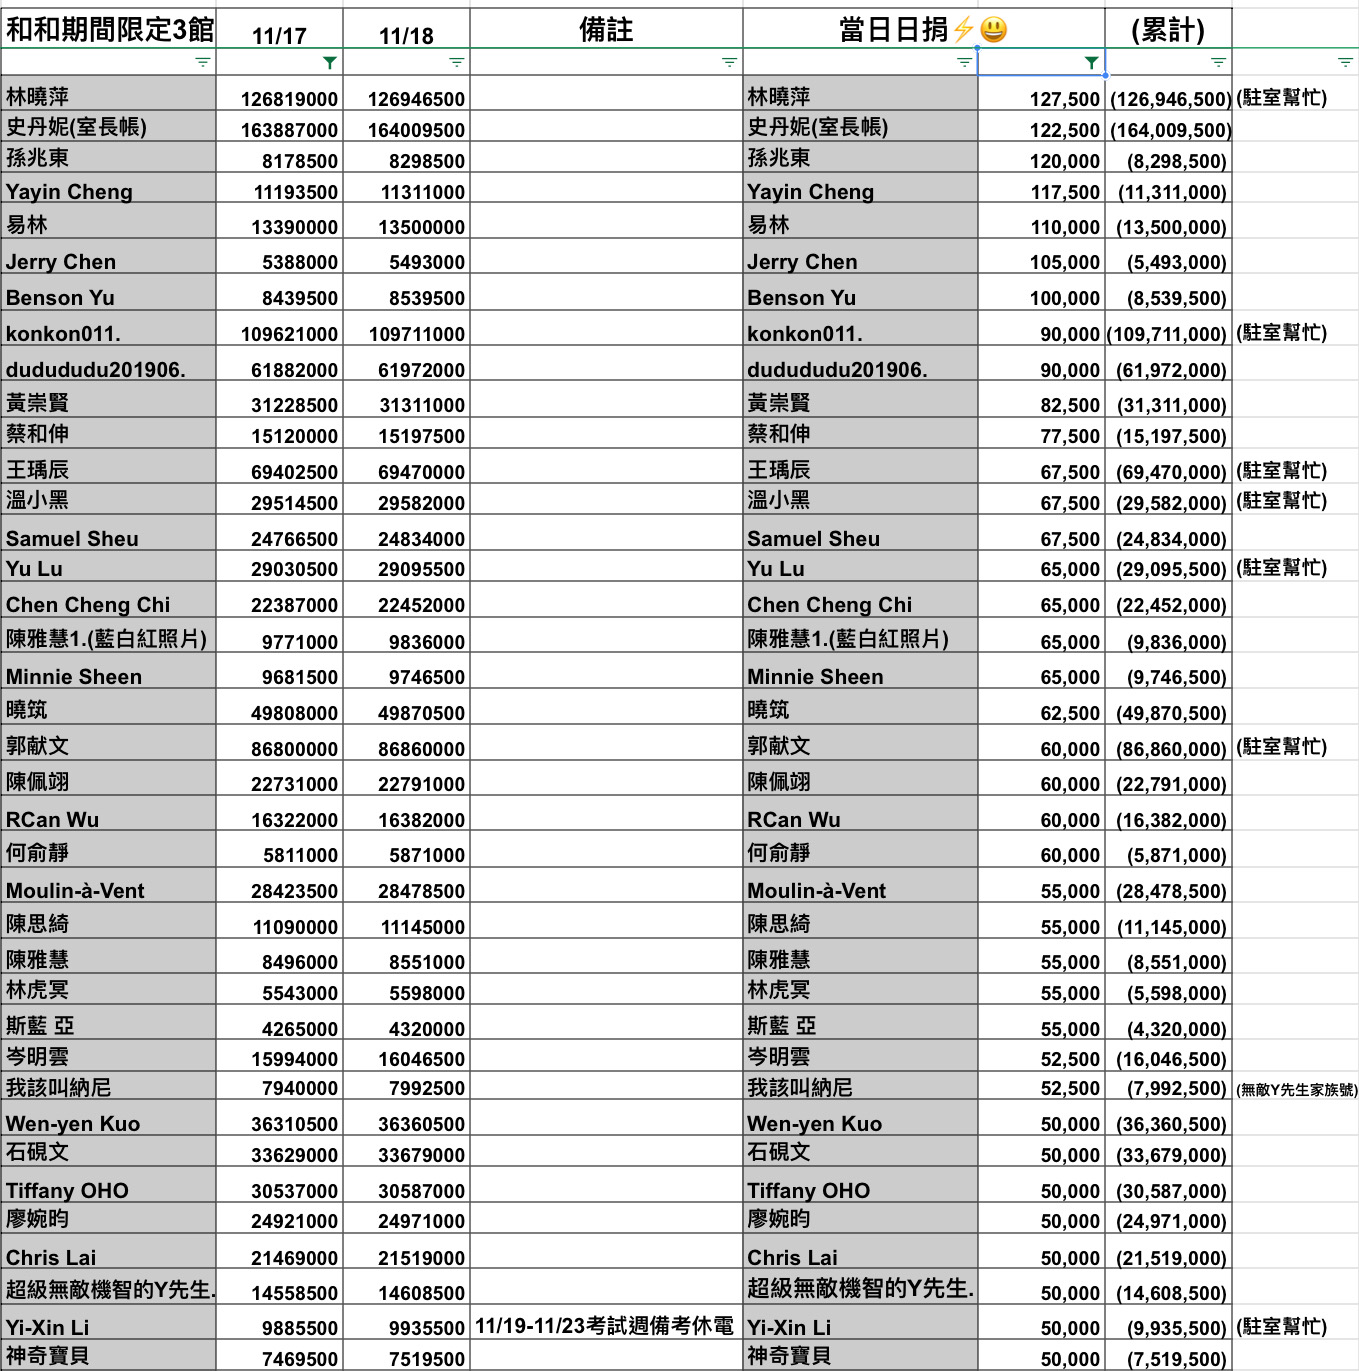 和和期間限定3館 11/17 11/18 備註 當日日捐⚡😃 (累計)
林曉萍 126819000 126946500 林曉萍 127,500 (126,946,500) (駐室幫忙)
史丹妮(室長帳) 163887000 164009500 史丹妮(室長帳) 122,500 (164,009,500)
孫兆東 8178500 8298500 孫兆東 120,000 (8,298,500)
Yayin Cheng 11193500 11311000 Yayin Cheng 117,500 (11,311,000)
易林 13390000 13500000 易林 110,000 (13,500,000)
Jerry Chen 5388000 5493000 Jerry Chen 105,000 (5,493,000)
Benson Yu 8439500 8539500 Benson Yu 100,000 (8,539,500)
konkon011. 109621000 109711000 konkon011. 90,000 (109,711,000) (駐室幫忙)
dudududu201906. 61882000 61972000 dudududu201906. 90,000 (61,972,000)
黃崇賢 31228500 31311000 黃崇賢 82,500 (31,311,000)
蔡和伸 15120000 15197500 蔡和伸 77,500 (15,197,500)
王瑀辰 69402500 69470000 王瑀辰 67,500 (69,470,000) (駐室幫忙)
溫小黑 29514500 29582000 溫小黑 67,500 (29,582,000) (駐室幫忙)
Samuel Sheu 24766500 24834000 Samuel Sheu 67,500 (24,834,000)
Yu Lu 29030500 29095500 Yu Lu 65,000 (29,095,500) (駐室幫忙)
Chen Cheng Chi 22387000 22452000 Chen Cheng Chi 65,000 (22,452,000)
陳雅慧1.(藍白紅照片) 9771000 9836000 陳雅慧1.(藍白紅照片) 65,000 (9,836,000)
Minnie Sheen 9681500 9746500 Minnie Sheen 65,000 (9,746,500)
曉筑 49808000 49870500 曉筑 62,500 (49,870,500)
郭献文 86800000 86860000 郭献文 60,000 (86,860,000) (駐室幫忙)
陳佩翊 22731000 22791000 陳佩翊 60,000 (22,791,000)
RCan Wu 16322000 16382000 RCan Wu 60,000 (16,382,000)
何俞靜 5811000 5871000 何俞靜 60,000 (5,871,000)
Moulin-à-Vent 28423500 28478500 Moulin-à-Vent 55,000 (28,478,500)
陳思綺 11090000 11145000 陳思綺 55,000 (11,145,000)
陳雅慧 8496000 8551000 陳雅慧 55,000 (8,551,000)
林虎冥 5543000 5598000 林虎冥 55,000 (5,598,000)
斯藍 亞 4265000 4320000 斯藍 亞 55,000 (4,320,000)
岑明雲 15994000 16046500 岑明雲 52,500 (16,046,500)
我該叫納尼 7940000 7992500 我該叫納尼 52,500 (7,992,500) (無敵Y先生家族號)
Wen-yen Kuo 36310500 36360500 Wen-yen Kuo 50,000 (36,360,500)
石硯文 33629000 33679000 石硯文 50,000 (33,679,000)
Tiffany OHO 30537000 30587000 Tiffany OHO 50,000 (30,587,000)
廖婉昀 24921000 24971000 廖婉昀 50,000 (24,971,000)
Chris Lai 21469000 21519000 Chris Lai 50,000 (21,519,000)
超級無敵機智的Y先生. 14558500 14608500 超級無敵機智的Y先生. 50,000 (14,608,500)
Yi-Xin Li 9885500 9935500 11/19-11/23考試週備考休電 Yi-Xin Li 50,000 (9,935,500) (駐室幫忙)
神奇寶貝 7469500 7519500 神奇寶貝 50,000 (7,519,500)